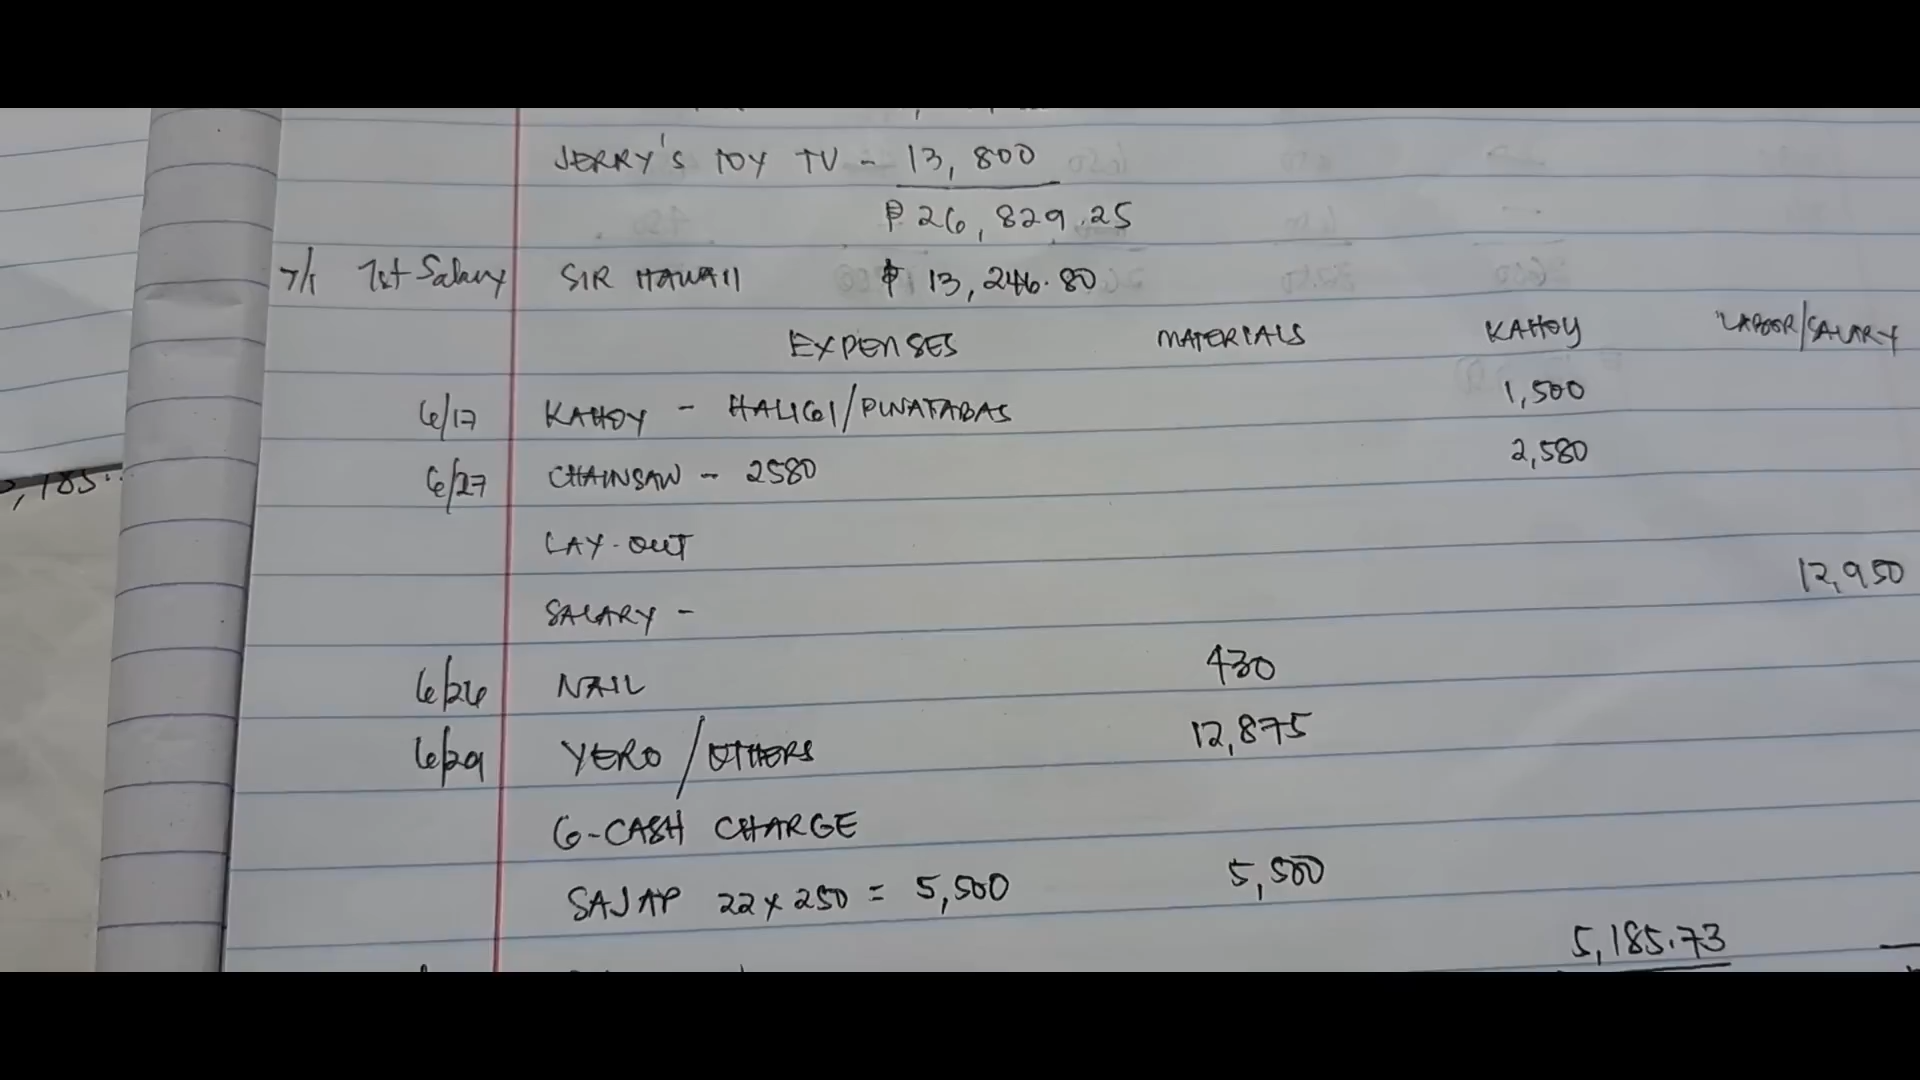 JERRY'S TOY TV - 13,800
₱ 26,829.25
7/1 1st Salary SIR HAWAII ₱ 13,246.80
EXPENSES MATERIALS KAHOY LABOR/SALARY
6/17 KAHOY - HALIGI/PINATABAS 1,500
6/27 CHAINSAW - 2580 2,580
LAY-OUT
SALARY - 12,950
6/26 NAIL 430
6/29 YERO/OTHERS 12,875
G-CASH CHARGE
SAJAP 22 x 250 = 5,500 5,500
5,185.73